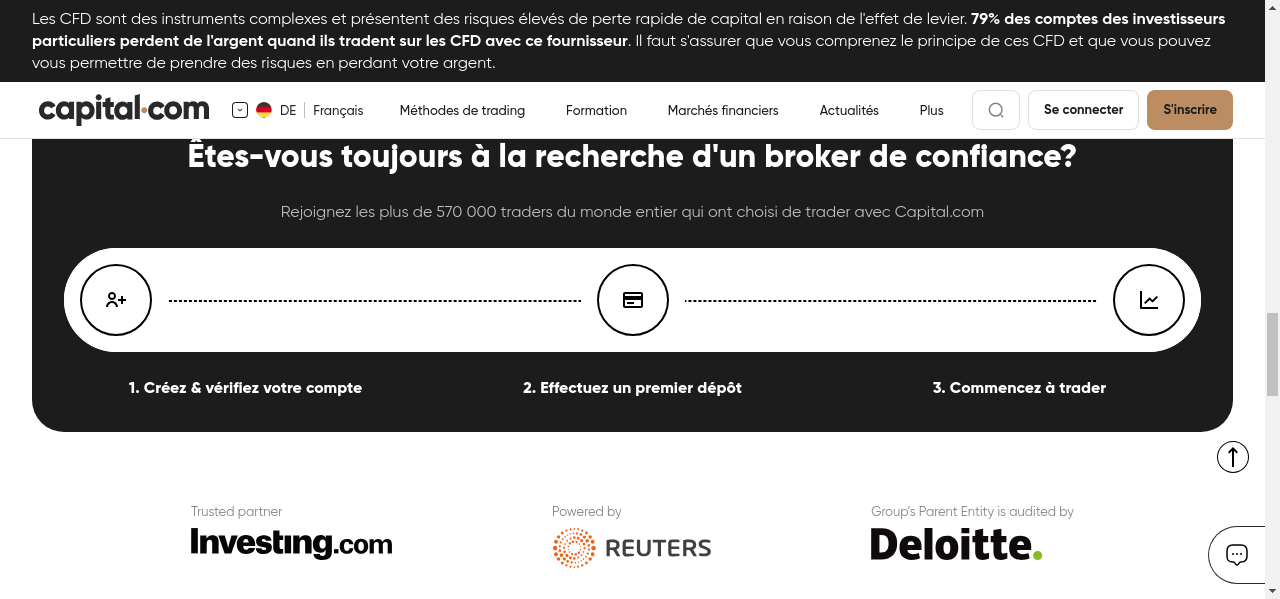 Les CFD sont des instruments complexes et présentent des risques élevés de perte rapide de capital en raison de l'effet de levier. 79% des comptes des investisseurs
particuliers perdent de l'argent quand ils tradent sur les CFD avec ce fournisseur. Il faut s'assurer que vous comprenez le principe de ces CFD et que vous pouvez
vous permettre de prendre des risques en perdant votre argent.
capital.com DE Français Méthodes de trading Formation Marchés financiers Actualités Plus Se connecter S'inscrire
Êtes-vous toujours à la recherche d'un broker de confiance?
Rejoignez les plus de 570 000 traders du monde entier qui ont choisi de trader avec Capital.com
1. Créez & vérifiez votre compte 2. Effectuez un premier dépôt 3. Commencez à trader
Trusted partner Powered by Group's Parent Entity is audited by
Investing.com REUTERS Deloitte.